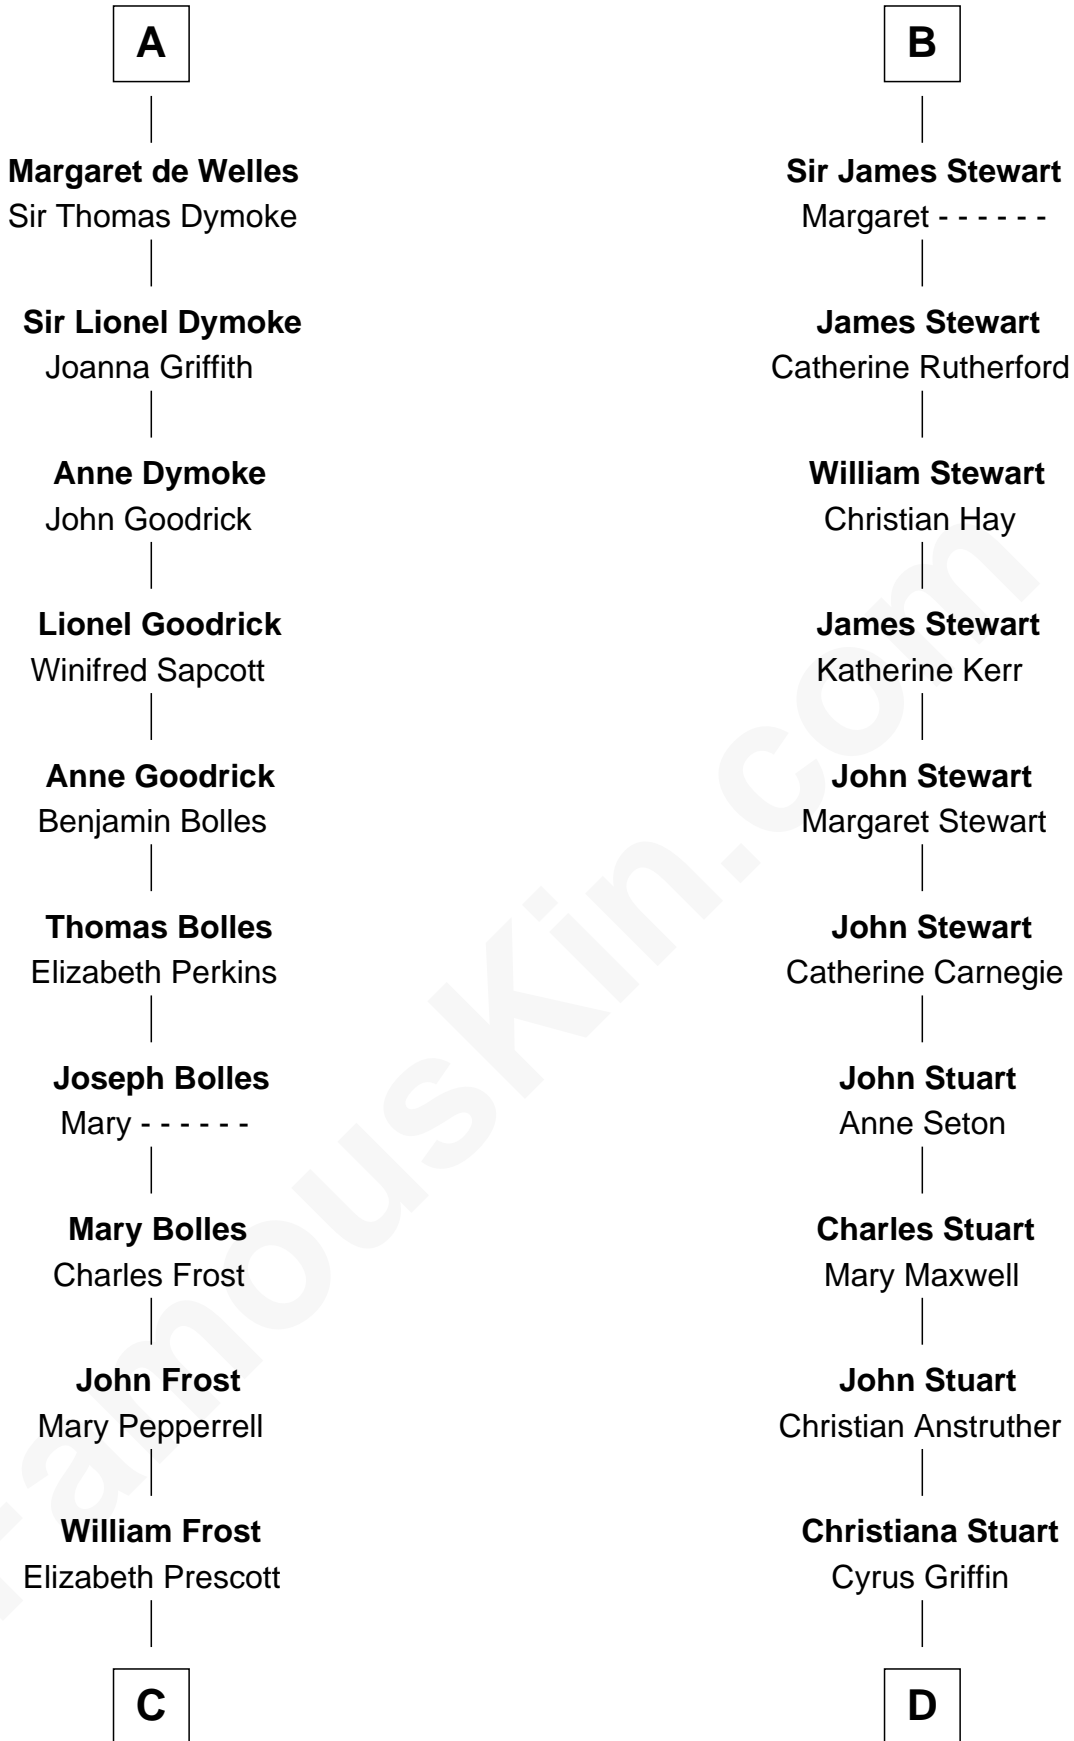 A
Margaret de Welles
Sir Thomas Dymoke
Sir Lionel Dymoke
Joanna Griffith
Anne Dymoke
John Goodrick
Lionel Goodrick
Winifred Sapcott
Anne Goodrick
Benjamin Bolles
Thomas Bolles
Elizabeth Perkins
Joseph Bolles
Mary - - - - - -
Mary Bolles
Charles Frost
John Frost
Mary Pepperrell
William Frost
Elizabeth Prescott
C
B
Sir James Stewart
Margaret - - - - - -
James Stewart
Catherine Rutherford
William Stewart
Christian Hay
James Stewart
Katherine Kerr
John Stewart
Margaret Stewart
John Stewart
Catherine Carnegie
John Stuart
Anne Seton
Charles Stuart
Mary Maxwell
John Stuart
Christian Anstruther
Christiana Stuart
Cyrus Griffin
D
FamousKin.com